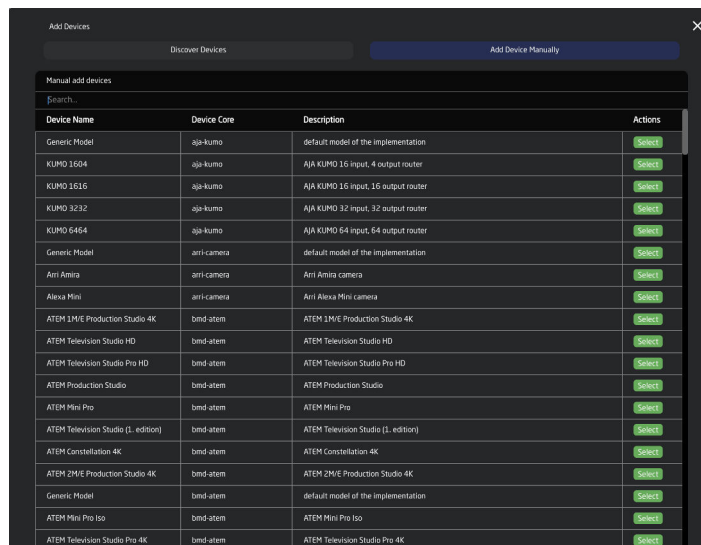 Add Devices
Discover Devices Add Device Manually
Manual add devices
Search...
Device Name Device Core Description Actions
Generic Model aja-kumo default model of the implementation Select
KUMO 1604 aja-kumo AJA KUMO 16 input, 4 output router Select
KUMO 1616 aja-kumo AJA KUMO 16 input, 16 output router Select
KUMO 3232 aja-kumo AJA KUMO 32 input, 32 output router Select
KUMO 6464 aja-kumo AJA KUMO 64 input, 64 output router Select
Generic Model arri-camera default model of the implementation Select
Arri Amira arri-camera Arri Amira camera Select
Alexa Mini arri-camera Arri Alexa Mini camera Select
ATEM 1M/E Production Studio 4K bmd-atem ATEM 1M/E Production Studio 4K Select
ATEM Television Studio HD bmd-atem ATEM Television Studio HD Select
ATEM Television Studio Pro HD bmd-atem ATEM Television Studio Pro HD Select
ATEM Production Studio bmd-atem ATEM Production Studio Select
ATEM Mini Pro bmd-atem ATEM Mini Pro Select
ATEM Television Studio (1. edition) bmd-atem ATEM Television Studio (1. edition) Select
ATEM Constellation 4K bmd-atem ATEM Constellation 4K Select
ATEM 2M/E Production Studio 4K bmd-atem ATEM 2M/E Production Studio 4K Select
Generic Model bmd-atem default model of the implementation Select
ATEM Mini Pro Iso bmd-atem ATEM Mini Pro Iso Select
ATEM Television Studio Pro 4K bmd-atem ATEM Television Studio Pro 4K Select